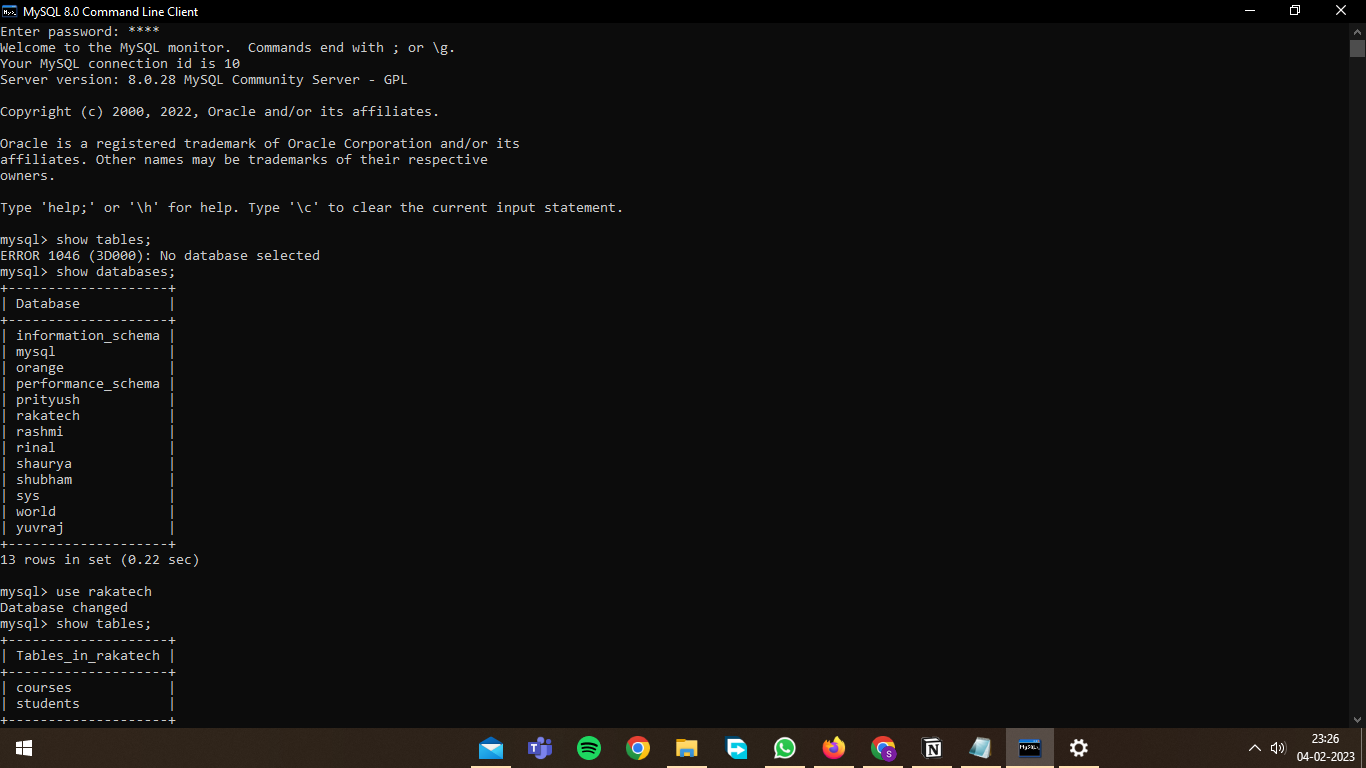 MySQL 8.0 Command Line Client
Enter password: ****
Welcome to the MySQL monitor.  Commands end with ; or \g.
Your MySQL connection id is 10
Server version: 8.0.28 MySQL Community Server - GPL
Copyright (c) 2000, 2022, Oracle and/or its affiliates.
Oracle is a registered trademark of Oracle Corporation and/or its
affiliates. Other names may be trademarks of their respective
owners.
Type 'help;' or '\h' for help. Type '\c' to clear the current input statement.
mysql> show tables;
ERROR 1046 (3D000): No database selected
mysql> show databases;
+--------------------+
| Database           |
+--------------------+
| information_schema |
| mysql              |
| orange             |
| performance_schema |
| prityush           |
| rakatech           |
| rashmi             |
| rinal              |
| shaurya            |
| shubham            |
| sys                |
| world              |
| yuvraj             |
+--------------------+
13 rows in set (0.22 sec)
mysql> use rakatech
Database changed
mysql> show tables;
+--------------------+
| Tables_in_rakatech |
+--------------------+
| courses            |
| students           |
+--------------------+
23:26
04-02-2023